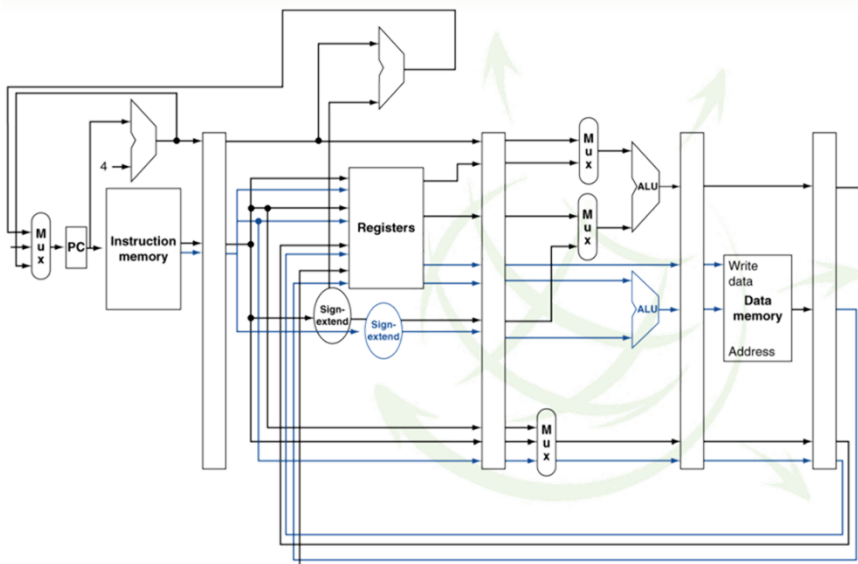 4
M
u
x
PC
Instruction
memory
Registers
Sign-
extend
Sign-
extend
M
u
x
M
u
x
ALU
ALU
M
u
x
Write
data
Data
memory
Address